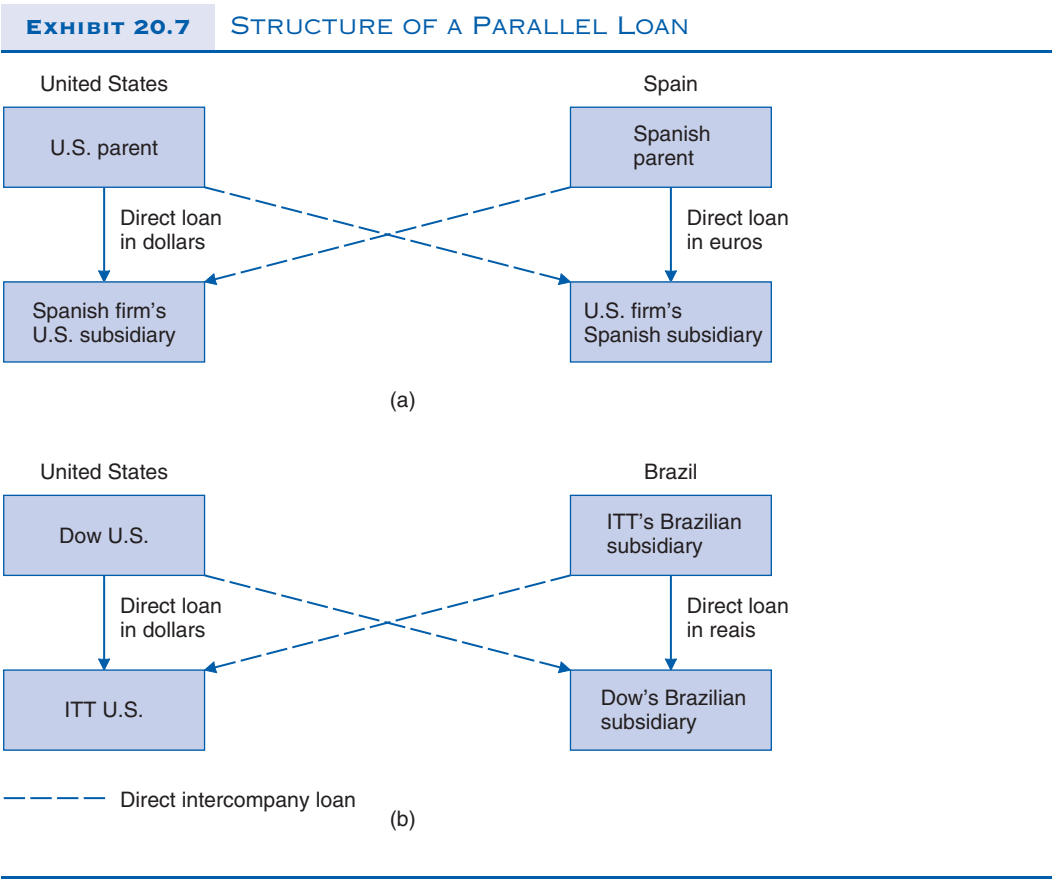 EXHIBIT 20.7 STRUCTURE OF A PARALLEL LOAN
United States
Spain
U.S. parent
Spanish
parent
Direct loan
in dollars
Direct loan
in euros
Spanish firm's
U.S. subsidiary
U.S. firm's
Spanish subsidiary
(a)
United States
Brazil
Dow U.S.
ITT's Brazilian
subsidiary
Direct loan
in dollars
Direct loan
in reais
ITT U.S.
Dow's Brazilian
subsidiary
Direct intercompany loan
(b)